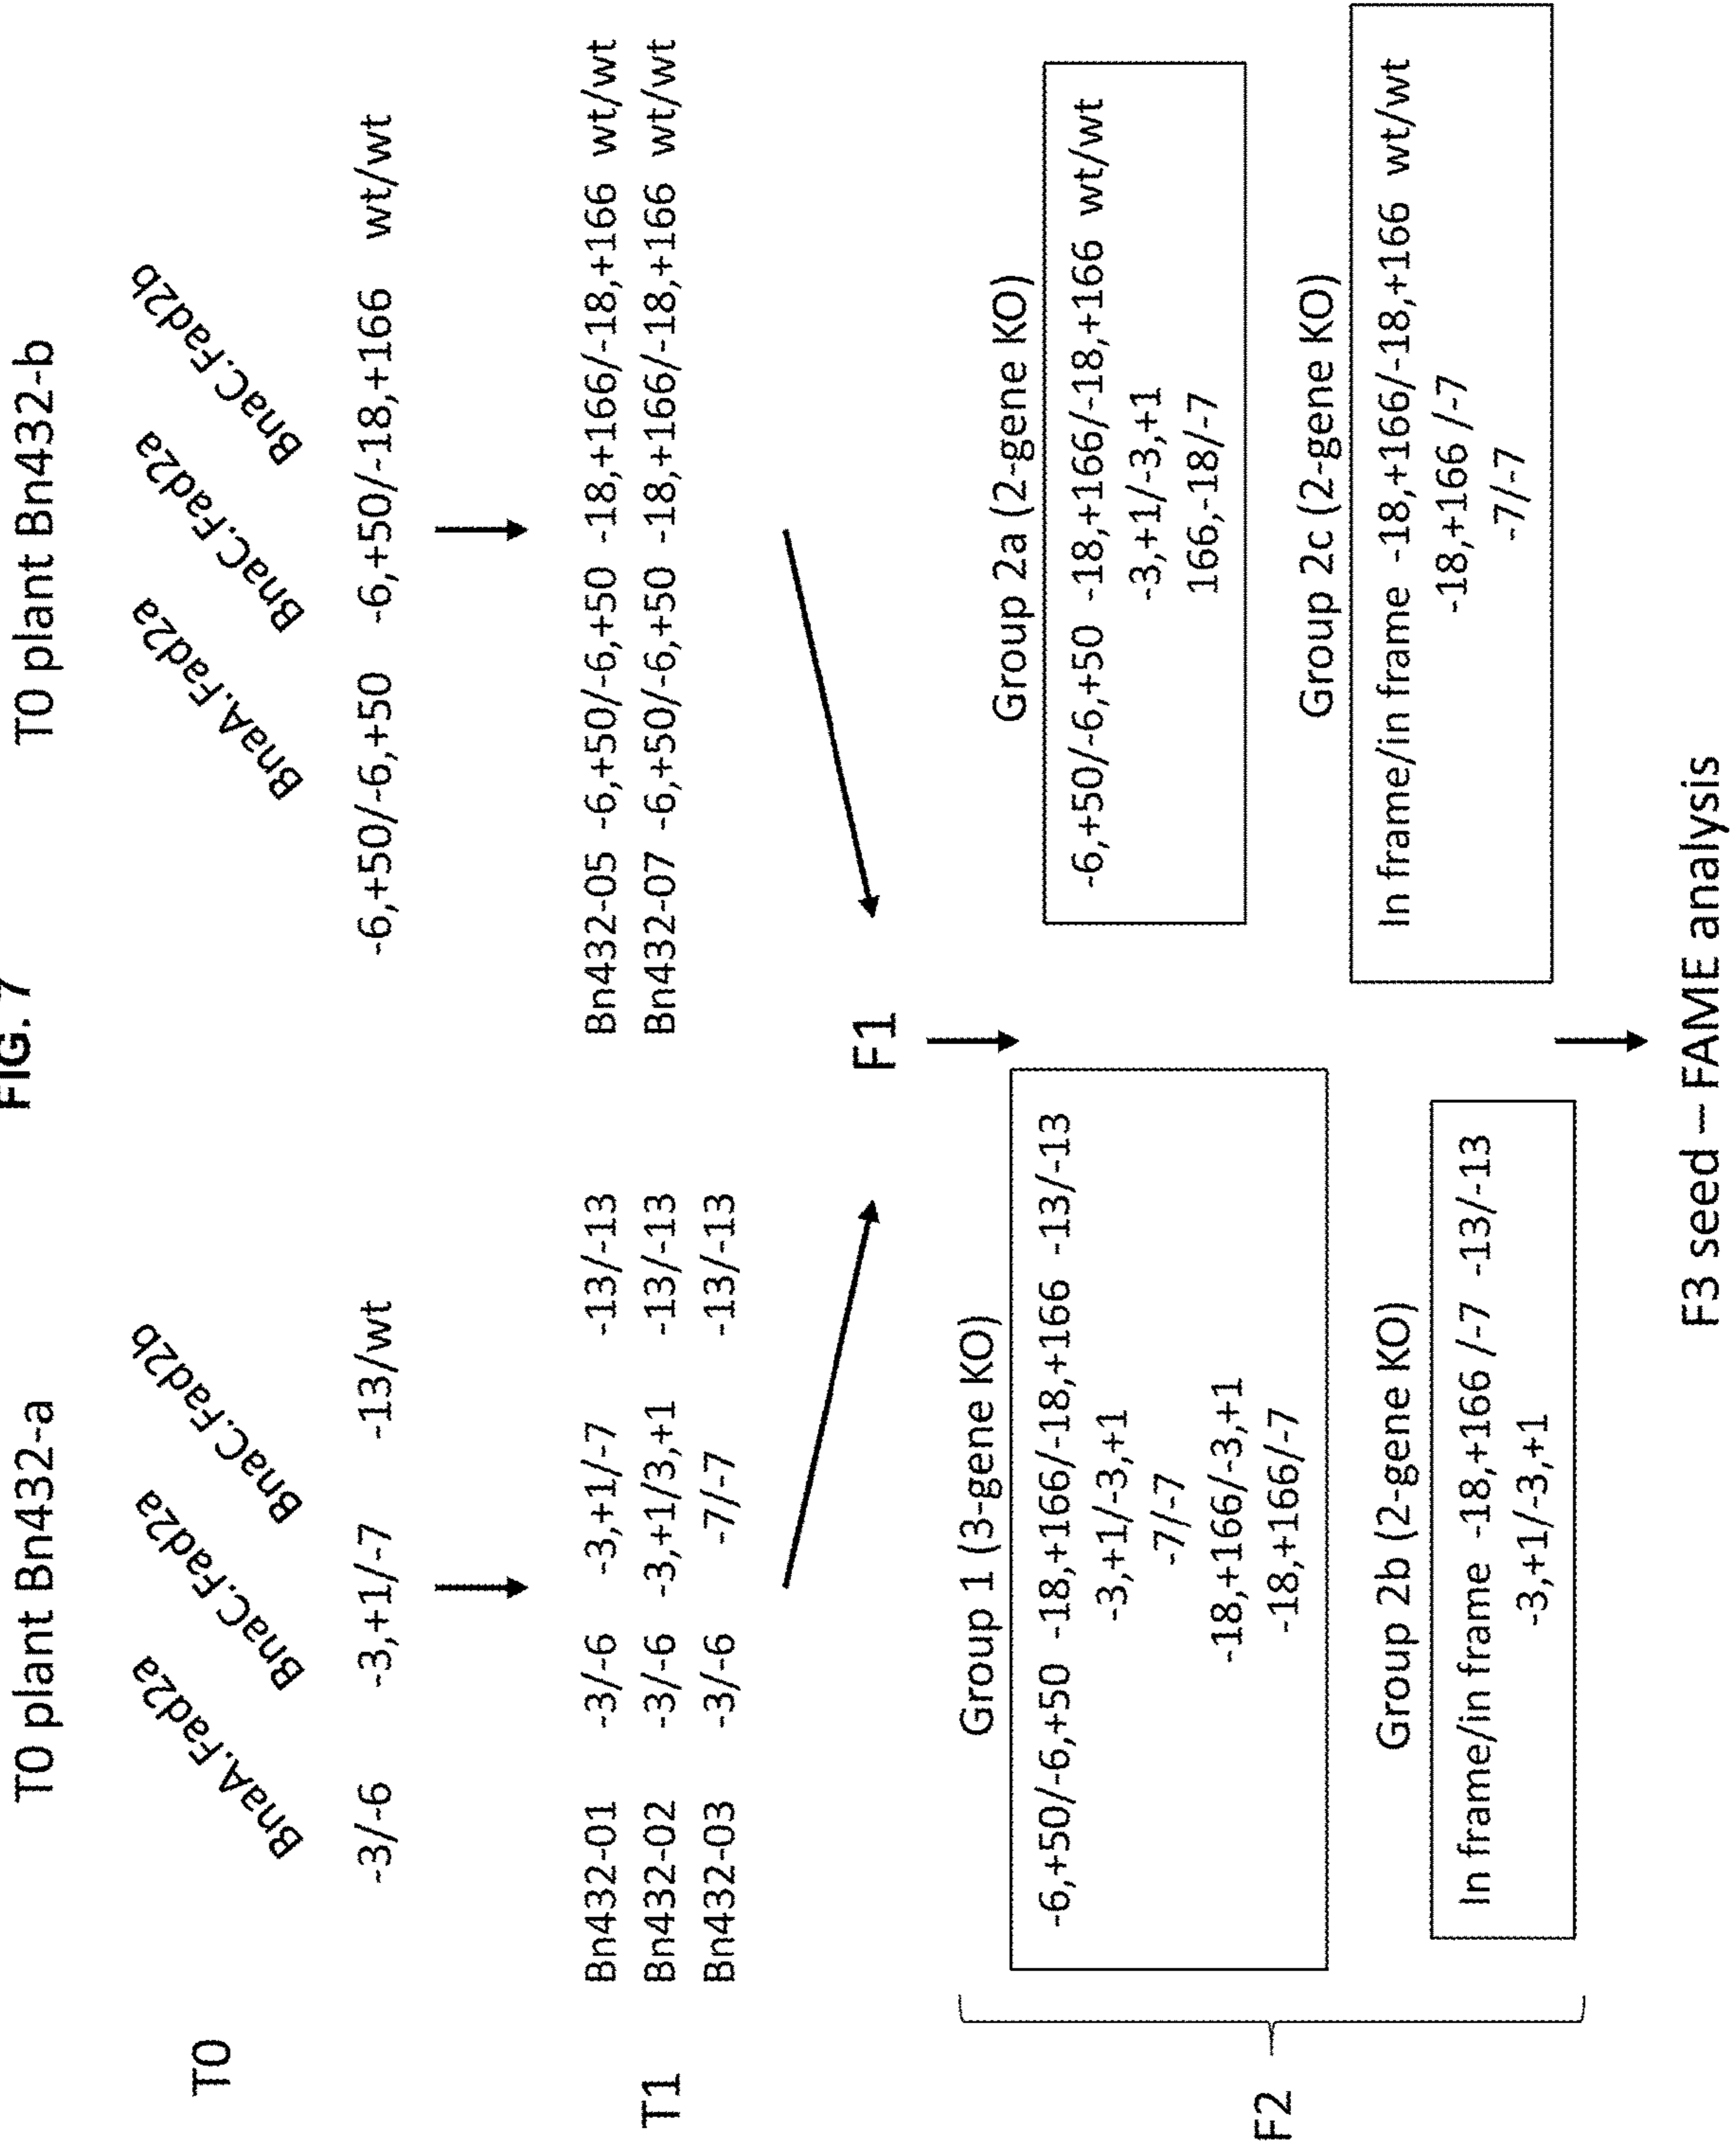 FIG. 7
T0 plant Bn432-a
T0 plant Bn432-b
T0
BnaA.Fad2a
BnaC.Fad2a
BnaC.Fad2b
-3/-6 -3,+1/-7 -13/wt
BnaA.Fad2a
BnaC.Fad2a
BnaC.Fad2b
-6,+50/-6,+50 -6,+50/-18,+166 wt/wt
T1
Bn432-01 -3/-6 -3,+1/-7 -13/-13
Bn432-02 -3/-6 -3,+1/3,+1 -13/-13
Bn432-03 -3/-6 -7/-7 -13/-13
Bn432-05 -6,+50/-6,+50 -18,+166/-18,+166 wt/wt
Bn432-07 -6,+50/-6,+50 -18,+166/-18,+166 wt/wt
F1
F2
Group 1 (3-gene KO)
-6,+50/-6,+50 -18,+166/-18,+166 -13/-13
-3,+1/-3,+1
-7/-7
-18,+166/-3,+1
-18,+166/-7
Group 2a (2-gene KO)
-6,+50/-6,+50 -18,+166/-18,+166 wt/wt
-3,+1/-3,+1
166,-18/-7
Group 2b (2-gene KO)
In frame/in frame -18,+166 /-7 -13/-13
-3,+1/-3,+1
Group 2c (2-gene KO)
In frame/in frame -18,+166/-18,+166 wt/wt
-18,+166 /-7
-7/-7
F3 seed – FAME analysis